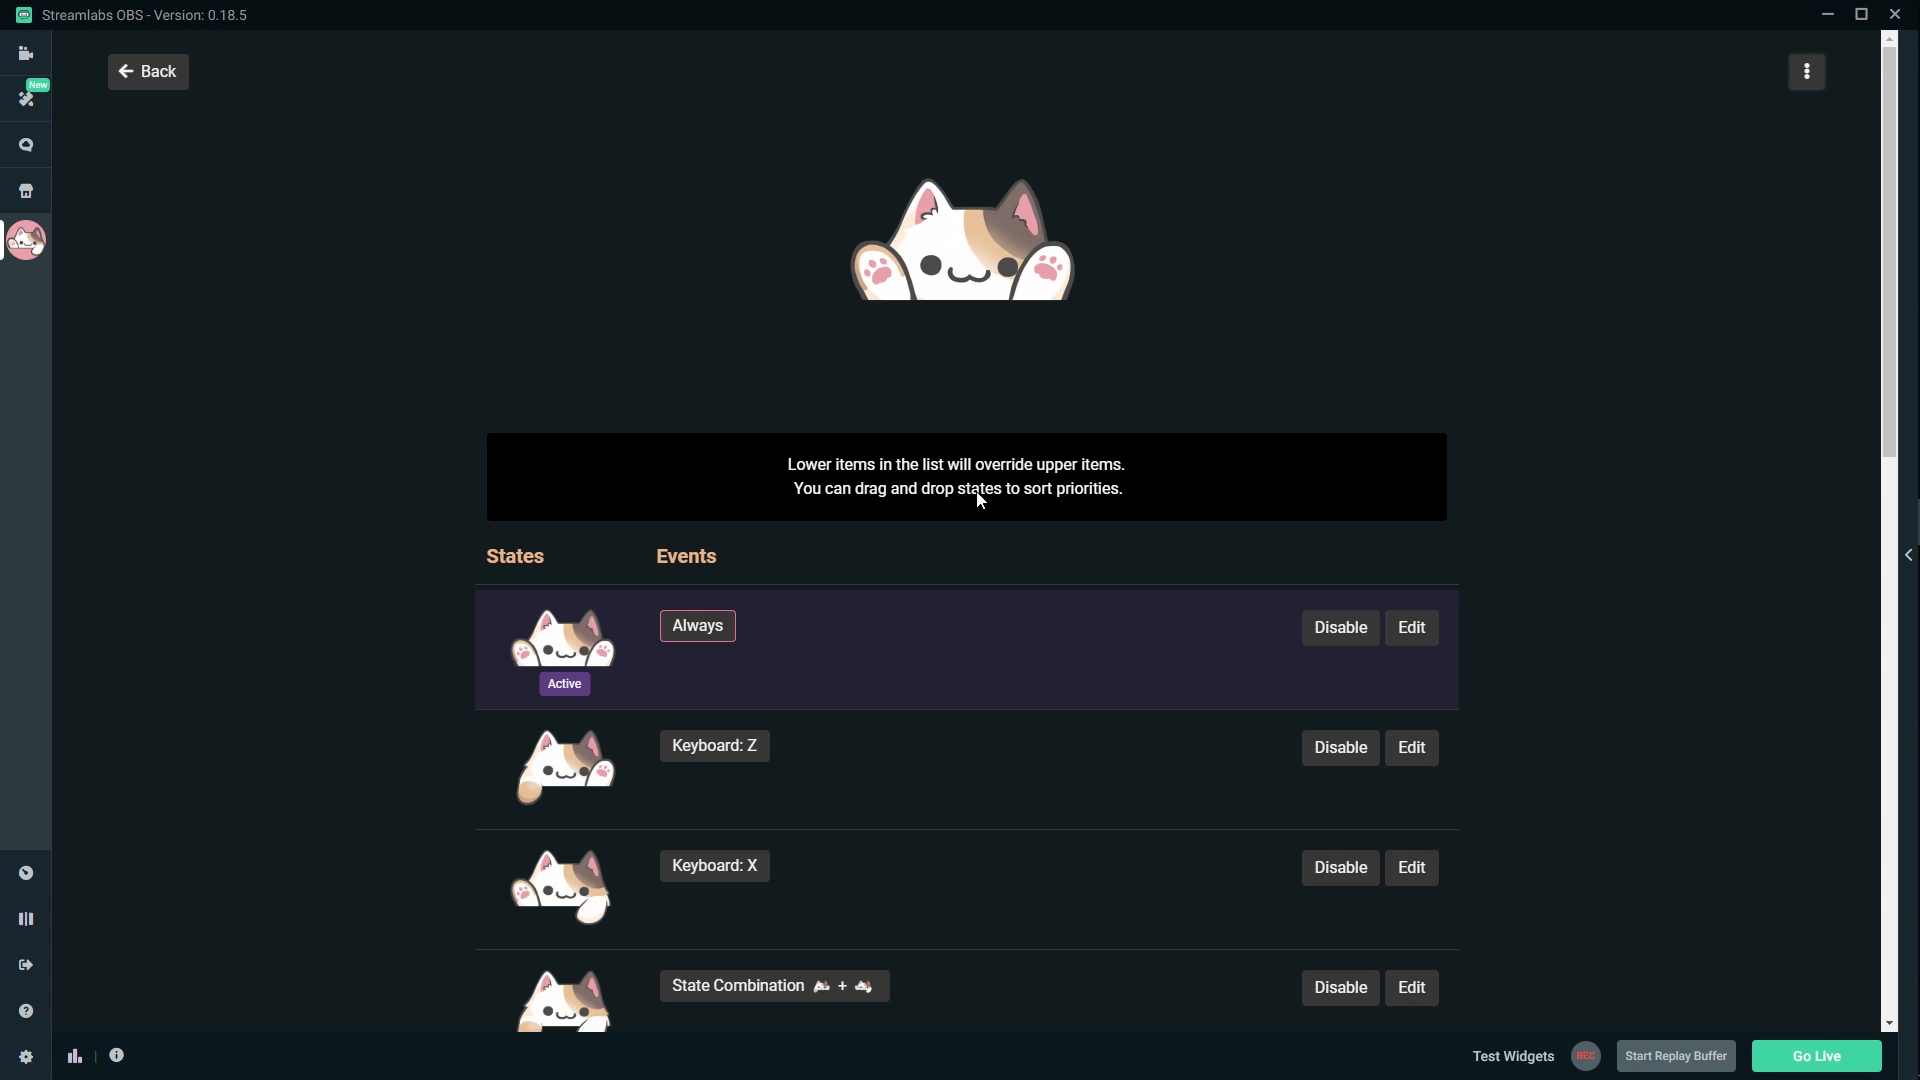 Streamlabs OBS - Version: 0.18.5
New
Back
Lower items in the list will override upper items.
You can drag and drop states to sort priorities.
States Events
Always Disable Edit
Active
Keyboard: Z Disable Edit
Keyboard: X Disable Edit
State Combination + Disable Edit
Test Widgets REC Start Replay Buffer Go Live